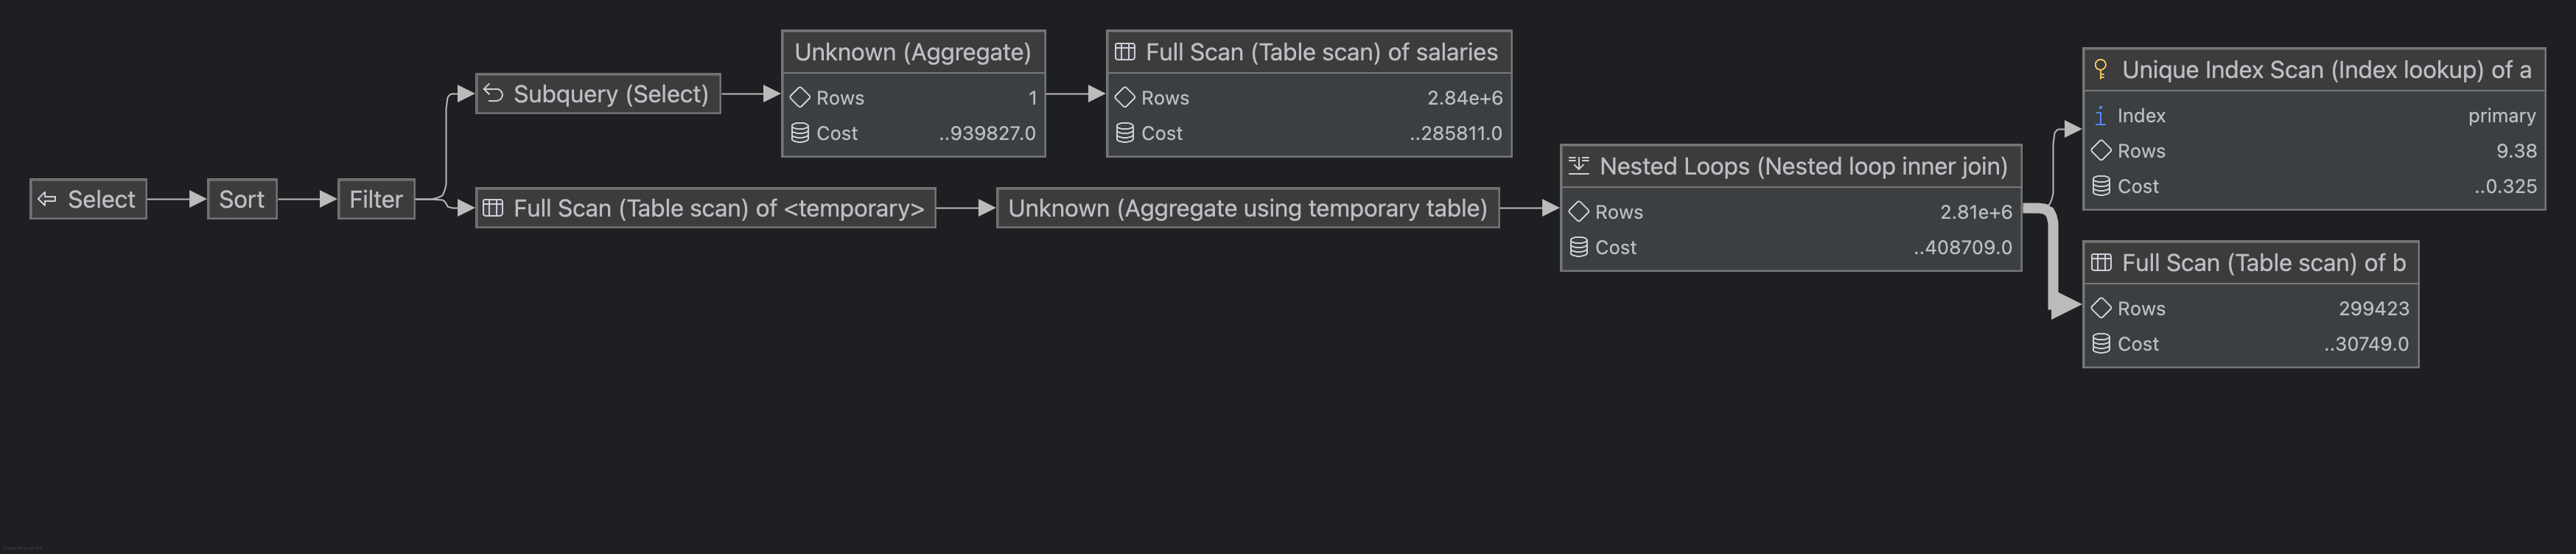 Select
Sort
Filter
Subquery (Select)
Unknown (Aggregate)
Rows 1
Cost ..939827.0
Full Scan (Table scan) of salaries
Rows 2.84e+6
Cost ..285811.0
Full Scan (Table scan) of <temporary>
Unknown (Aggregate using temporary table)
Nested Loops (Nested loop inner join)
Rows 2.81e+6
Cost ..408709.0
Unique Index Scan (Index lookup) of a
i Index primary
Rows 9.38
Cost ..0.325
Full Scan (Table scan) of b
Rows 299423
Cost ..30749.0